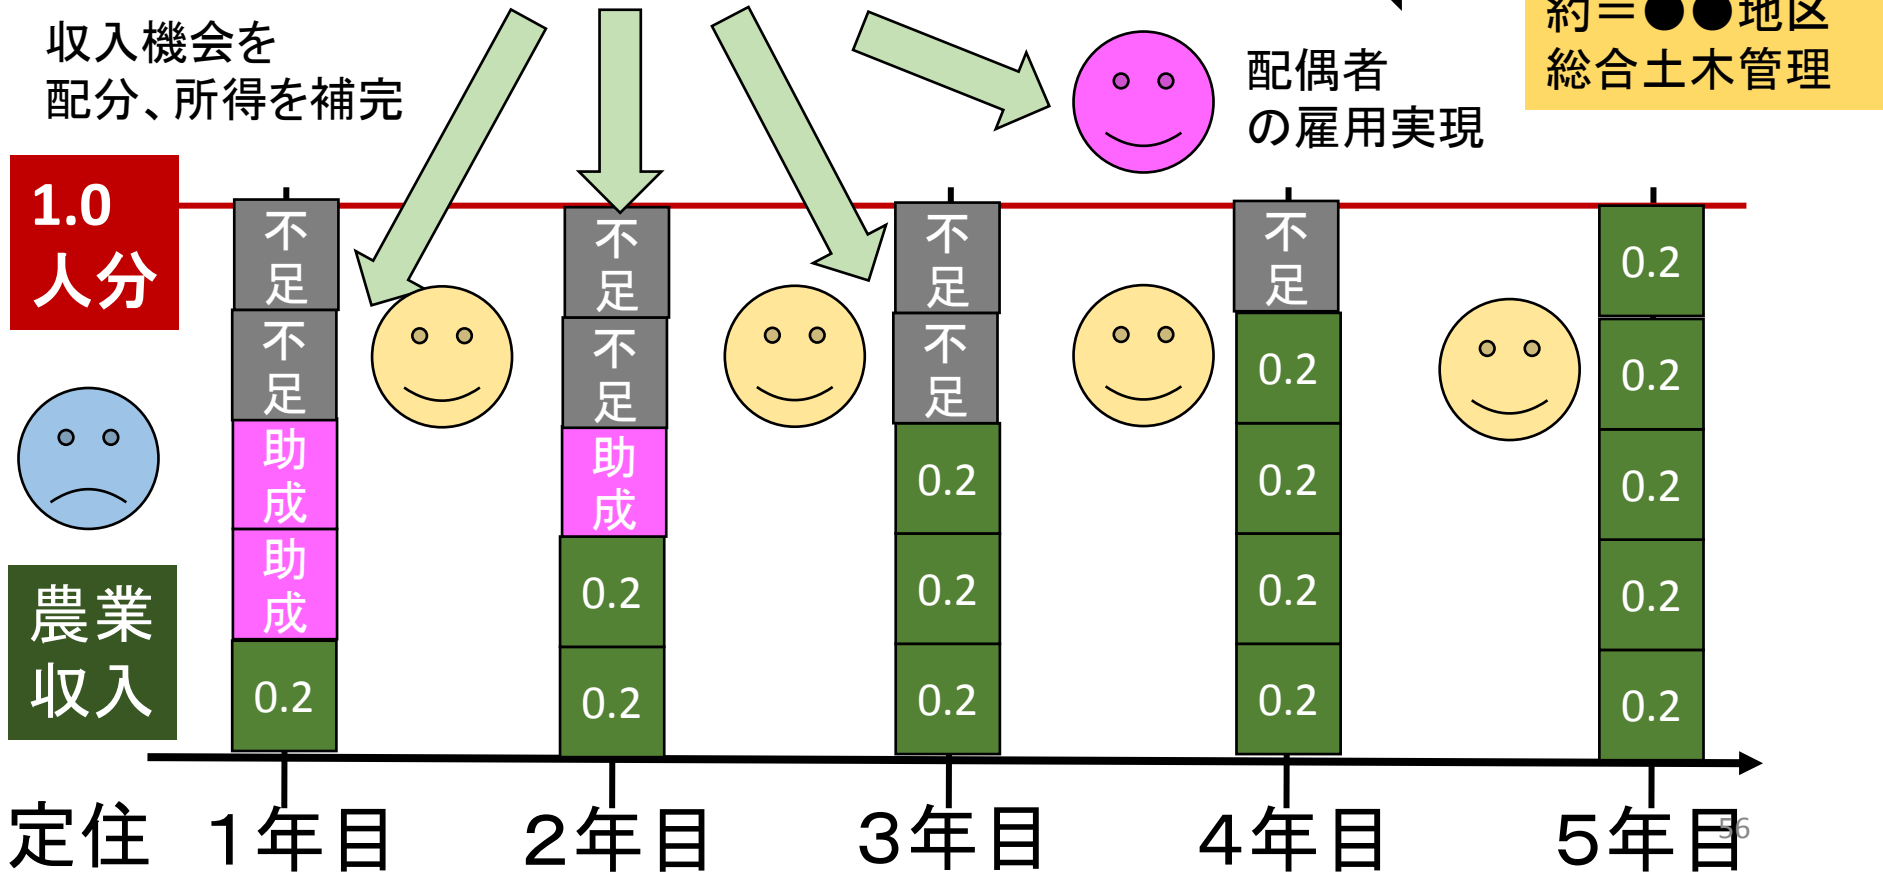 収入機会を
配分、所得を補完
配偶者
の雇用実現
約＝●●地区
総合土木管理
1.0
人分
不足
不足
助成
助成
0.2
不足
不足
助成
0.2
0.2
不足
不足
0.2
0.2
0.2
不足
0.2
0.2
0.2
0.2
0.2
0.2
0.2
0.2
0.2
農業
収入
定住 １年目 ２年目 ３年目 ４年目 ５年目
56